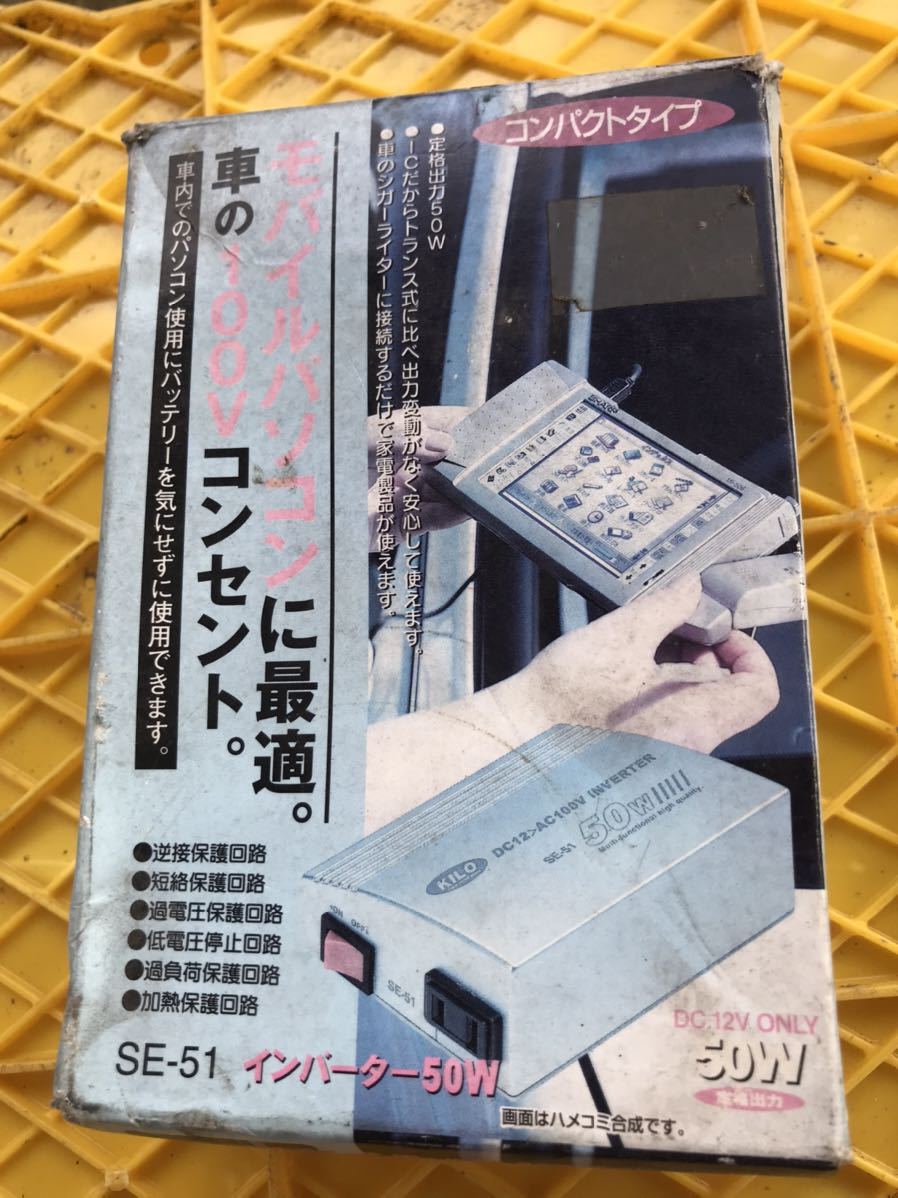 コンパクトタイプ
●定格出力50W
●ICだからトランス式に比べ出力変動がなく安心して使えます。
●車のシガーライターに接続するだけで家電製品が使えます。
モバイルパソコンに最適。
車の100Vコンセント。
車内でのパソコン使用にバッテリーを気にせずに使用できます。
●逆接保護回路
●短絡保護回路
●過電圧保護回路
●低電圧停止回路
●過負荷保護回路
●加熱保護回路
KILO
DC12>AC100V INVERTER
SE-51
50W
Multi-functional high quality.
ON OFF
SE-51
SE-51 インバーター50W
DC.12V ONLY
50W
定格出力
画面はハメコミ合成です。